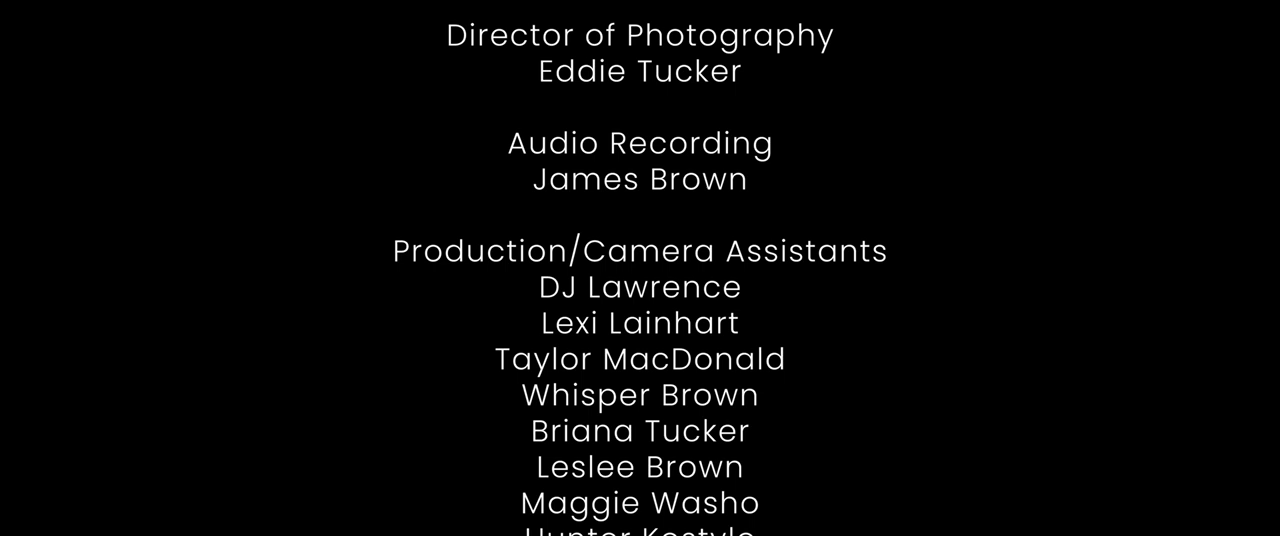 Director of Photography
Eddie Tucker
Audio Recording
James Brown
Production/Camera Assistants
DJ Lawrence
Lexi Lainhart
Taylor MacDonald
Whisper Brown
Briana Tucker
Leslee Brown
Maggie Washo
Hunter